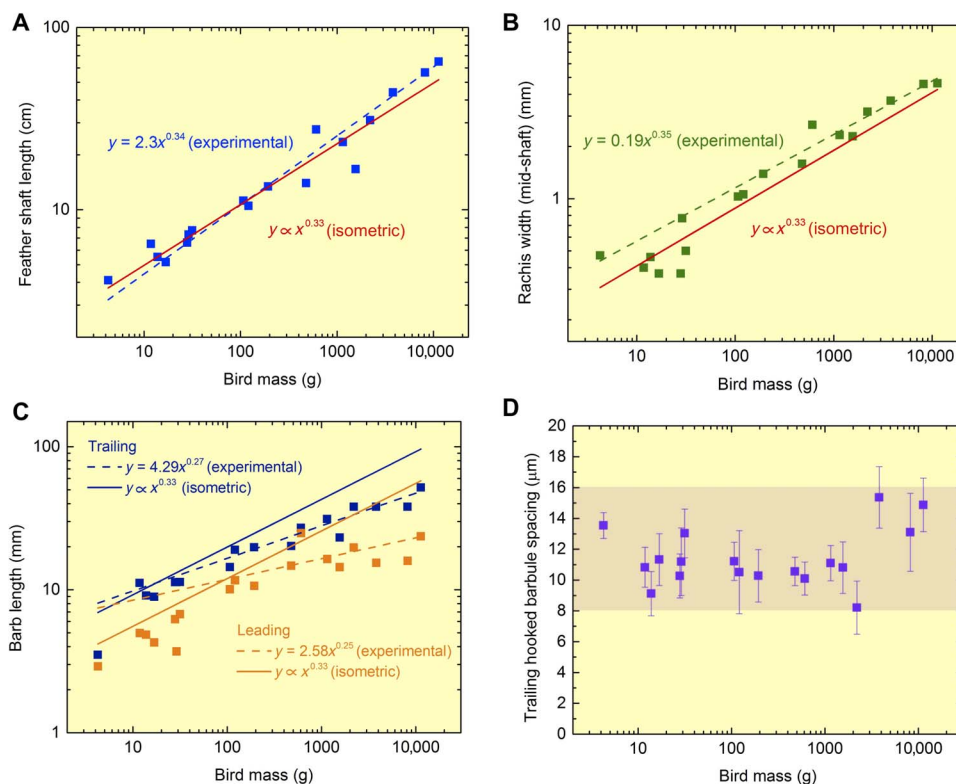 A
100
10
Feather shaft length (cm)
y = 2.3x^0.34 (experimental)
y ∝ x^0.33 (isometric)
10
100
1000
10,000
Bird mass (g)
B
10
1
Rachis width (mid-shaft) (mm)
y = 0.19x^0.35 (experimental)
y ∝ x^0.33 (isometric)
10
100
1000
10,000
Bird mass (g)
C
100
10
1
Barb length (mm)
Trailing
y = 4.29x^0.27 (experimental)
y ∝ x^0.33 (isometric)
Leading
y = 2.58x^0.25 (experimental)
y ∝ x^0.33 (isometric)
10
100
1000
10,000
Bird mass (g)
D
20
18
16
14
12
10
8
6
4
2
0
Trailing hooked barbule spacing (µm)
10
100
1000
10,000
Bird mass (g)